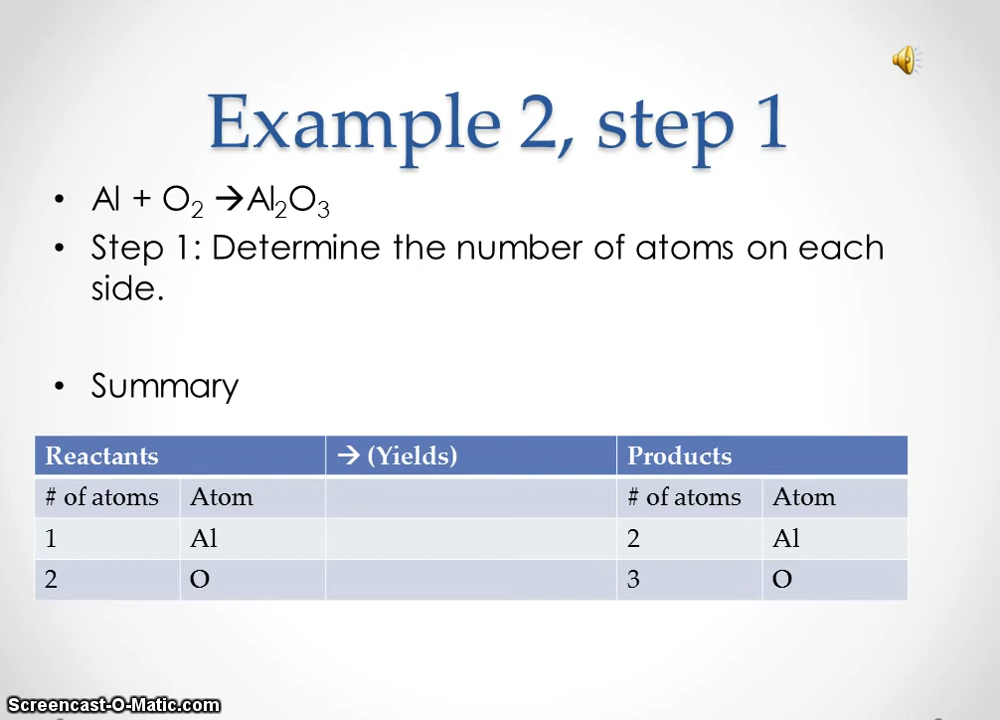 Example 2, step 1
• Al + O₂ →Al₂O₃
• Step 1: Determine the number of atoms on each
side.
• Summary
Reactants → (Yields) Products
# of atoms Atom # of atoms Atom
1 Al 2 Al
2 O 3 O
Screencast-O-Matic.com